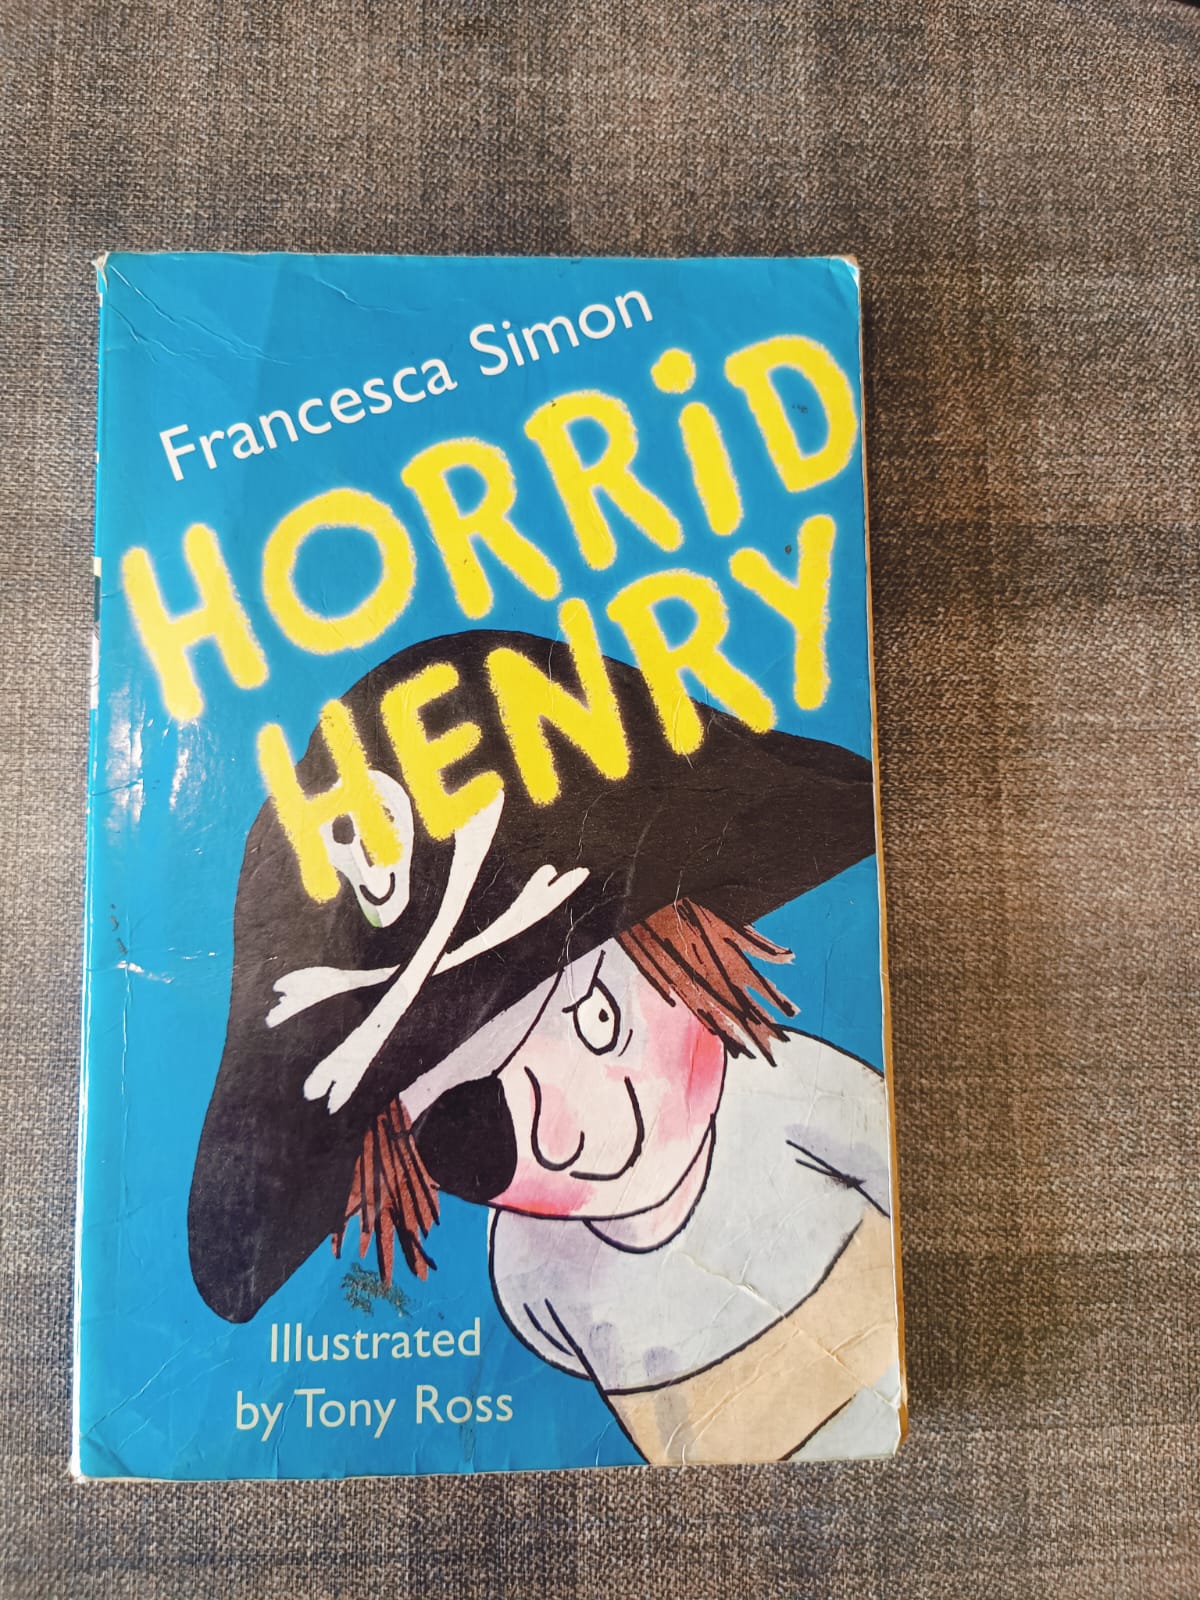 Francesca Simon
HORRiD
HENRY
Illustrated
by Tony Ross